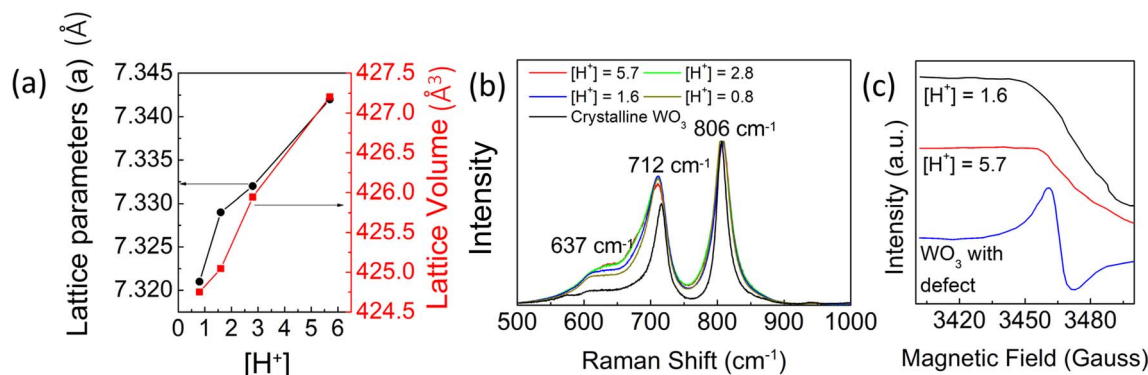 (a)
Lattice parameters (a) (Å)
7.345
7.340
7.335
7.330
7.325
7.320
0 1 2 3 4 5 6
[H⁺]
427.5
427.0
426.5
426.0
425.5
425.0
424.5
Lattice Volume (Å³)
(b)
[H⁺] = 5.7 [H⁺] = 2.8
[H⁺] = 1.6 [H⁺] = 0.8
Crystalline WO₃ 806 cm⁻¹
712 cm⁻¹
637 cm⁻¹
Intensity
500 600 700 800 900 1000
Raman Shift (cm⁻¹)
(c)
[H⁺] = 1.6
[H⁺] = 5.7
WO₃ with
defect
Intensity (a.u.)
3420 3450 3480
Magnetic Field (Gauss)